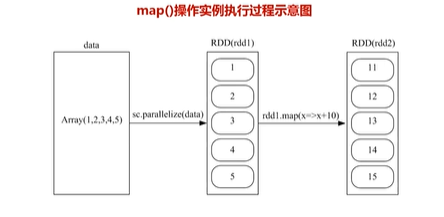 map()操作实例执行过程示意图
data
RDD(rdd1)
RDD(rdd2)
Array(1,2,3,4,5)
sc.parallelize(data)
1
2
3
4
5
rdd1.map(x=>x+10)
11
12
13
14
15